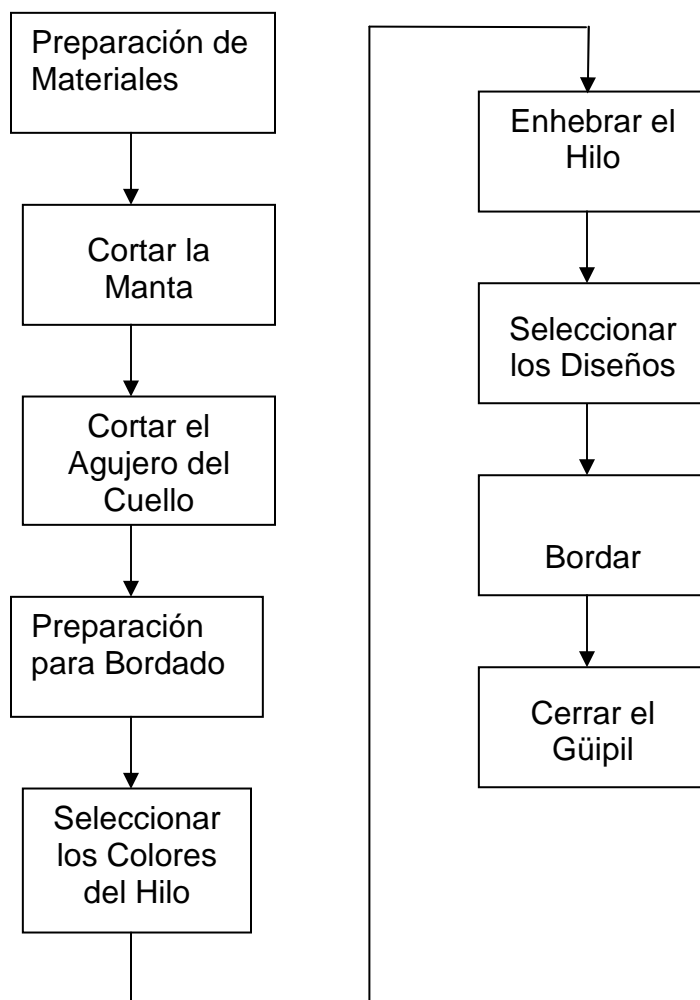 Preparación de
Materiales
Cortar la
Manta
Cortar el
Agujero del
Cuello
Preparación
para Bordado
Seleccionar
los Colores
del Hilo
Enhebrar el
Hilo
Seleccionar
los Diseños
Bordar
Cerrar el
Güipil